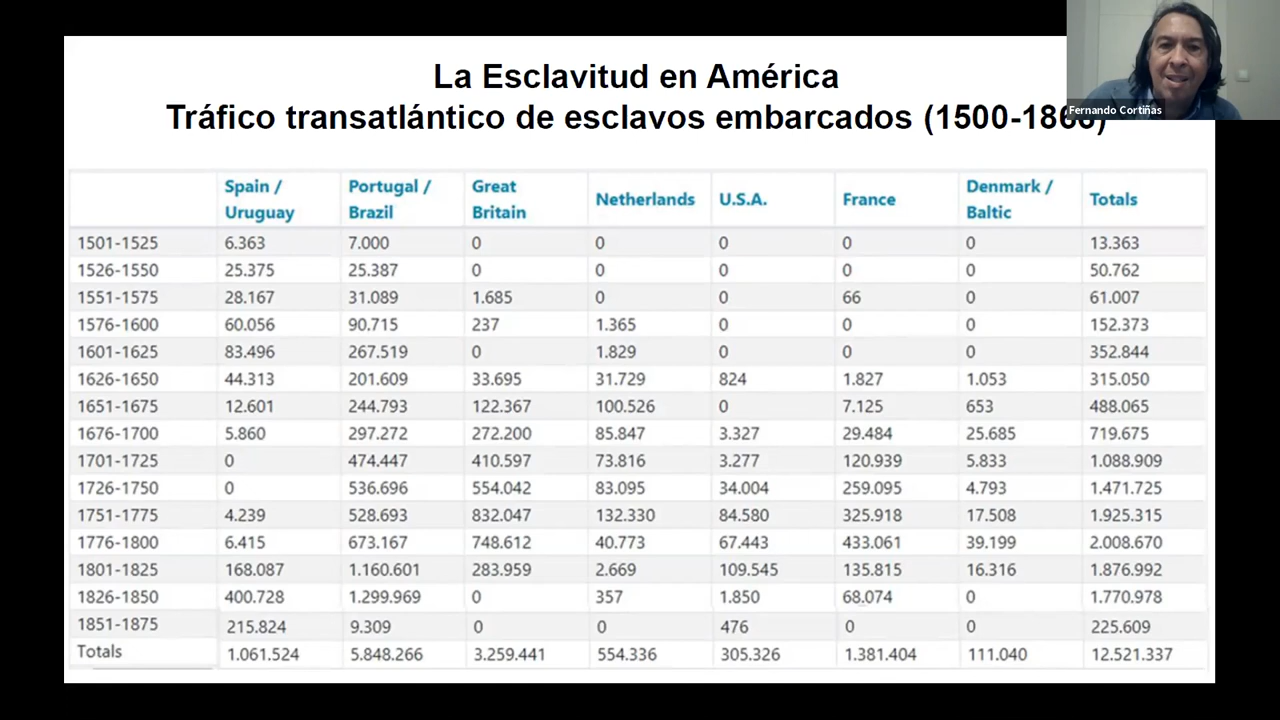 La Esclavitud en América
Tráfico transatlántico de esclavos embarcados (1500-1866)
Fernando Cortiñas
Spain / Uruguay Portugal / Brazil Great Britain Netherlands U.S.A. France Denmark / Baltic Totals
1501-1525 6.363 7.000 0 0 0 0 0 13.363
1526-1550 25.375 25.387 0 0 0 0 0 50.762
1551-1575 28.167 31.089 1.685 0 0 66 0 61.007
1576-1600 60.056 90.715 237 1.365 0 0 0 152.373
1601-1625 83.496 267.519 0 1.829 0 0 0 352.844
1626-1650 44.313 201.609 33.695 31.729 824 1.827 1.053 315.050
1651-1675 12.601 244.793 122.367 100.526 0 7.125 653 488.065
1676-1700 5.860 297.272 272.200 85.847 3.327 29.484 25.685 719.675
1701-1725 0 474.447 410.597 73.816 3.277 120.939 5.833 1.088.909
1726-1750 0 536.696 554.042 83.095 34.004 259.095 4.793 1.471.725
1751-1775 4.239 528.693 832.047 132.330 84.580 325.918 17.508 1.925.315
1776-1800 6.415 673.167 748.612 40.773 67.443 433.061 39.199 2.008.670
1801-1825 168.087 1.160.601 283.959 2.669 109.545 135.815 16.316 1.876.992
1826-1850 400.728 1.299.969 0 357 1.850 68.074 0 1.770.978
1851-1875 215.824 9.309 0 0 476 0 0 225.609
Totals 1.061.524 5.848.266 3.259.441 554.336 305.326 1.381.404 111.040 12.521.337